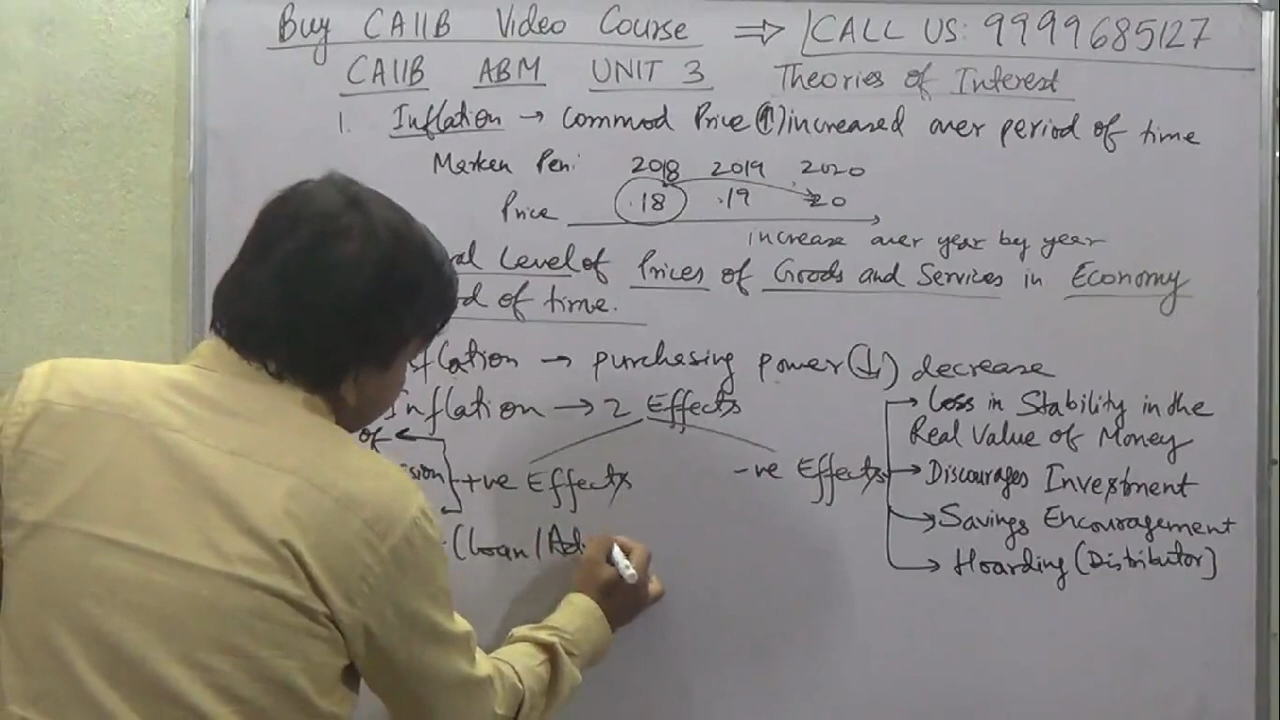 Buy CAIIB Video Course ⇒ CALL US: 9999685127
CAIIB ABM UNIT 3 Theories of Interest
1. Inflation → Commod Price (↑) increased over period of time
Marker Pen: 2018 2019 2020
Price 18 19 20
increase over year by year
Level of Prices of Goods and Services in Economy
of time.
→ purchasing power (↓) decrease
Inflation → 2 Effects
of
+ve Effects
(Loan/Ad
-ve Effects
→ Loss in Stability in the
Real Value of Money
→ Discourages Investment
→ Savings Encouragement
→ Hoarding (Distributor)